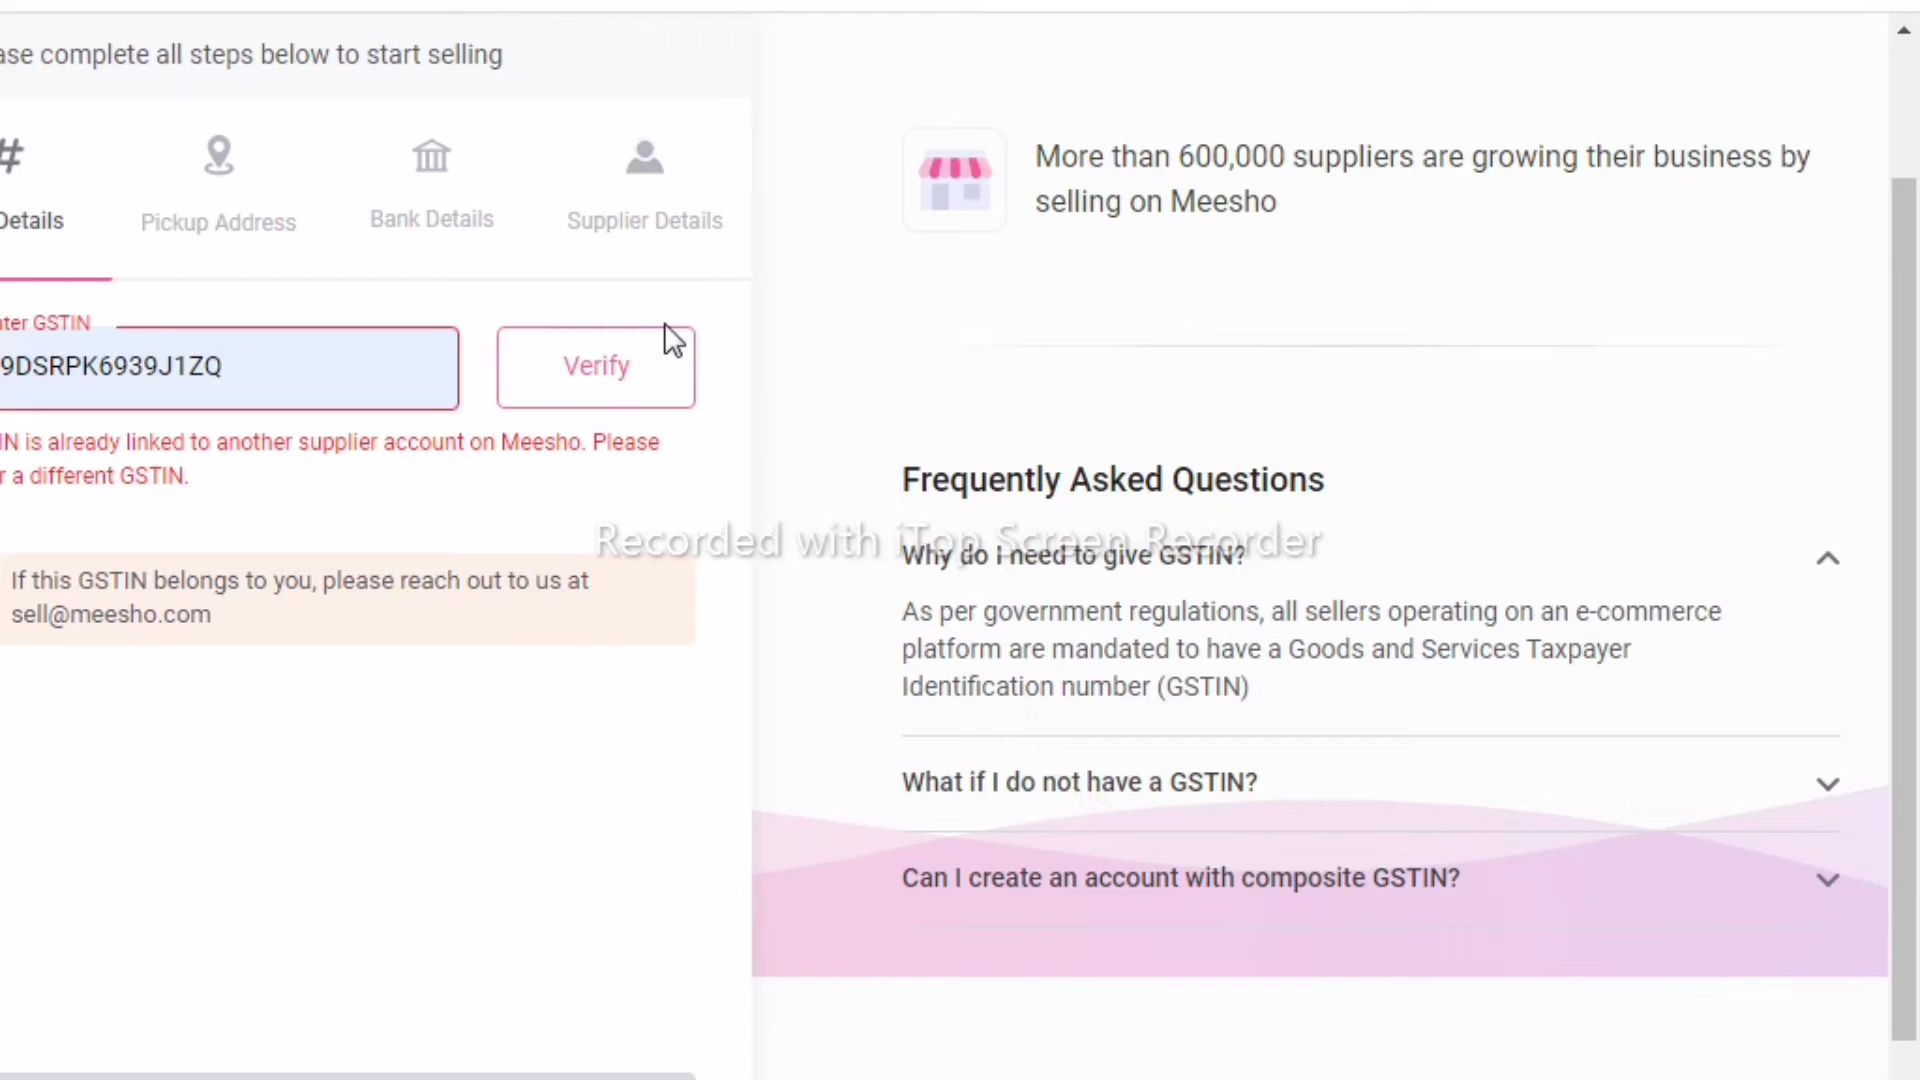 ase complete all steps below to start selling
#
Details
Pickup Address
Bank Details
Supplier Details
nter GSTIN
9DSRPK6939J1ZQ
Verify
IN is already linked to another supplier account on Meesho. Please
r a different GSTIN.
If this GSTIN belongs to you, please reach out to us at
sell@meesho.com
More than 600,000 suppliers are growing their business by
selling on Meesho
Frequently Asked Questions
Recorded with iTop Screen Recorder
Why do I need to give GSTIN?
As per government regulations, all sellers operating on an e-commerce
platform are mandated to have a Goods and Services Taxpayer
Identification number (GSTIN)
What if I do not have a GSTIN?
Can I create an account with composite GSTIN?